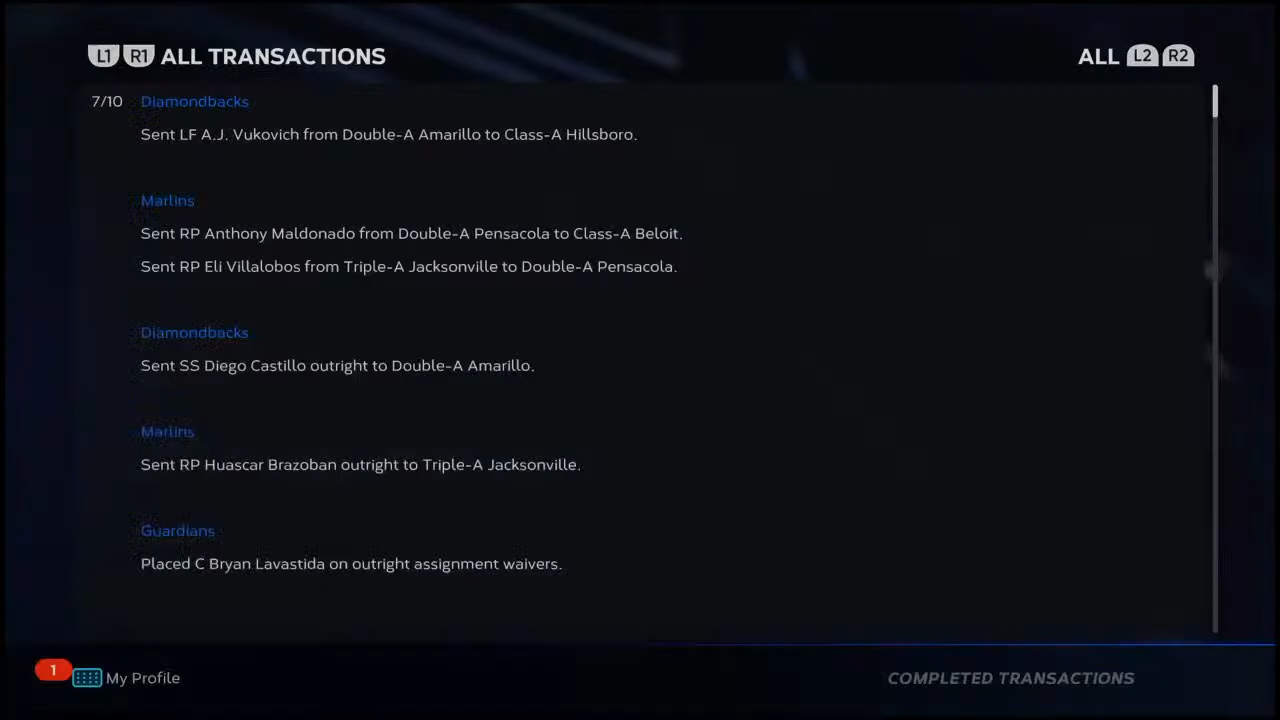 L1 R1 ALL TRANSACTIONS ALL L2 R2
7/10 Diamondbacks
Sent LF A.J. Vukovich from Double-A Amarillo to Class-A Hillsboro.
Marlins
Sent RP Anthony Maldonado from Double-A Pensacola to Class-A Beloit.
Sent RP Eli Villalobos from Triple-A Jacksonville to Double-A Pensacola.
Diamondbacks
Sent SS Diego Castillo outright to Double-A Amarillo.
Marlins
Sent RP Huascar Brazoban outright to Triple-A Jacksonville.
Guardians
Placed C Bryan Lavastida on outright assignment waivers.
1 My Profile COMPLETED TRANSACTIONS